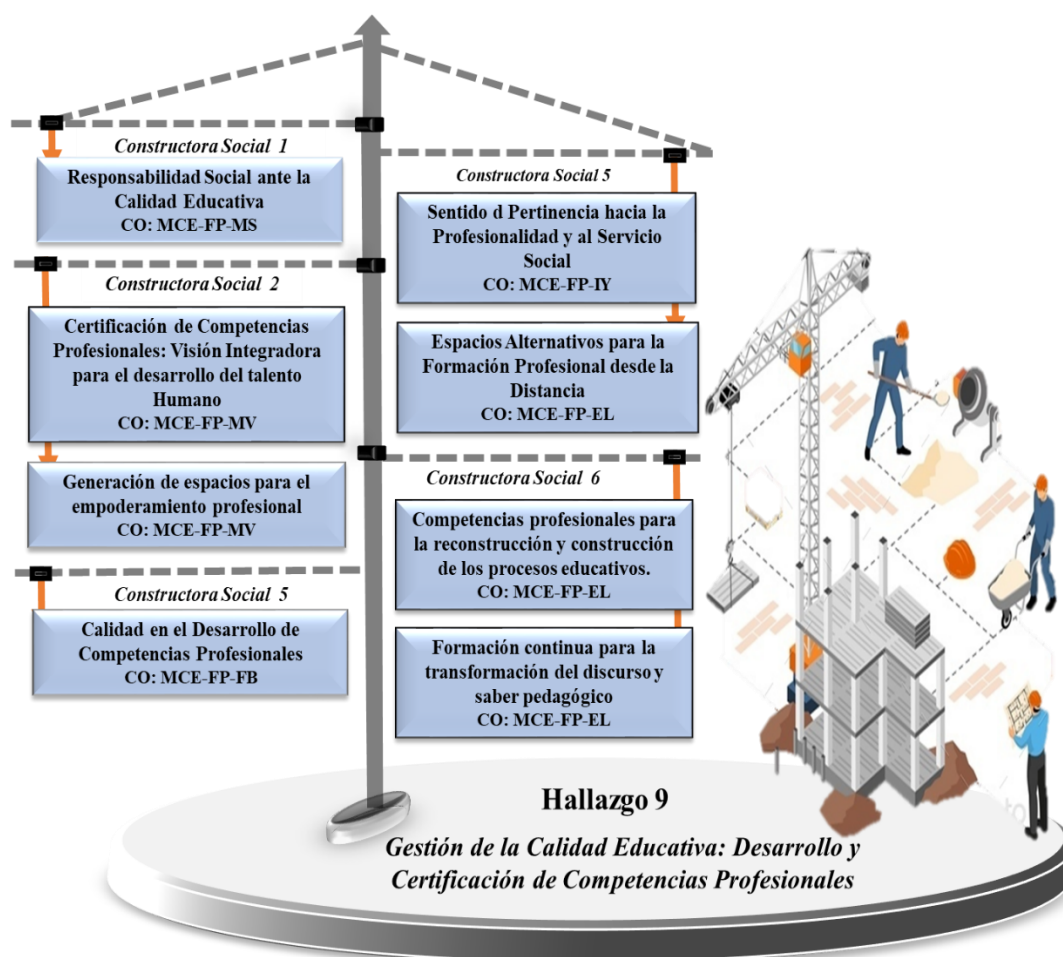 Constructora Social 1
Responsabilidad Social ante la
Calidad Educativa
CO: MCE-FP-MS
Constructora Social 2
Certificación de Competencias
Profesionales: Visión Integradora
para el desarrollo del talento
Humano
CO: MCE-FP-MV
Generación de espacios para el
empoderamiento profesional
CO: MCE-FP-MV
Constructora Social 5
Calidad en el Desarrollo de
Competencias Profesionales
CO: MCE-FP-FB
Constructora Social 5
Sentido d Pertinencia hacia la
Profesionalidad y al Servicio
Social
CO: MCE-FP-IY
Espacios Alternativos para la
Formación Profesional desde la
Distancia
CO: MCE-FP-EL
Constructora Social 6
Competencias profesionales para
la reconstrucción y construcción
de los procesos educativos.
CO: MCE-FP-EL
Formación continua para la
transformación del discurso y
saber pedagógico
CO: MCE-FP-EL
Hallazgo 9
Gestión de la Calidad Educativa: Desarrollo y
Certificación de Competencias Profesionales